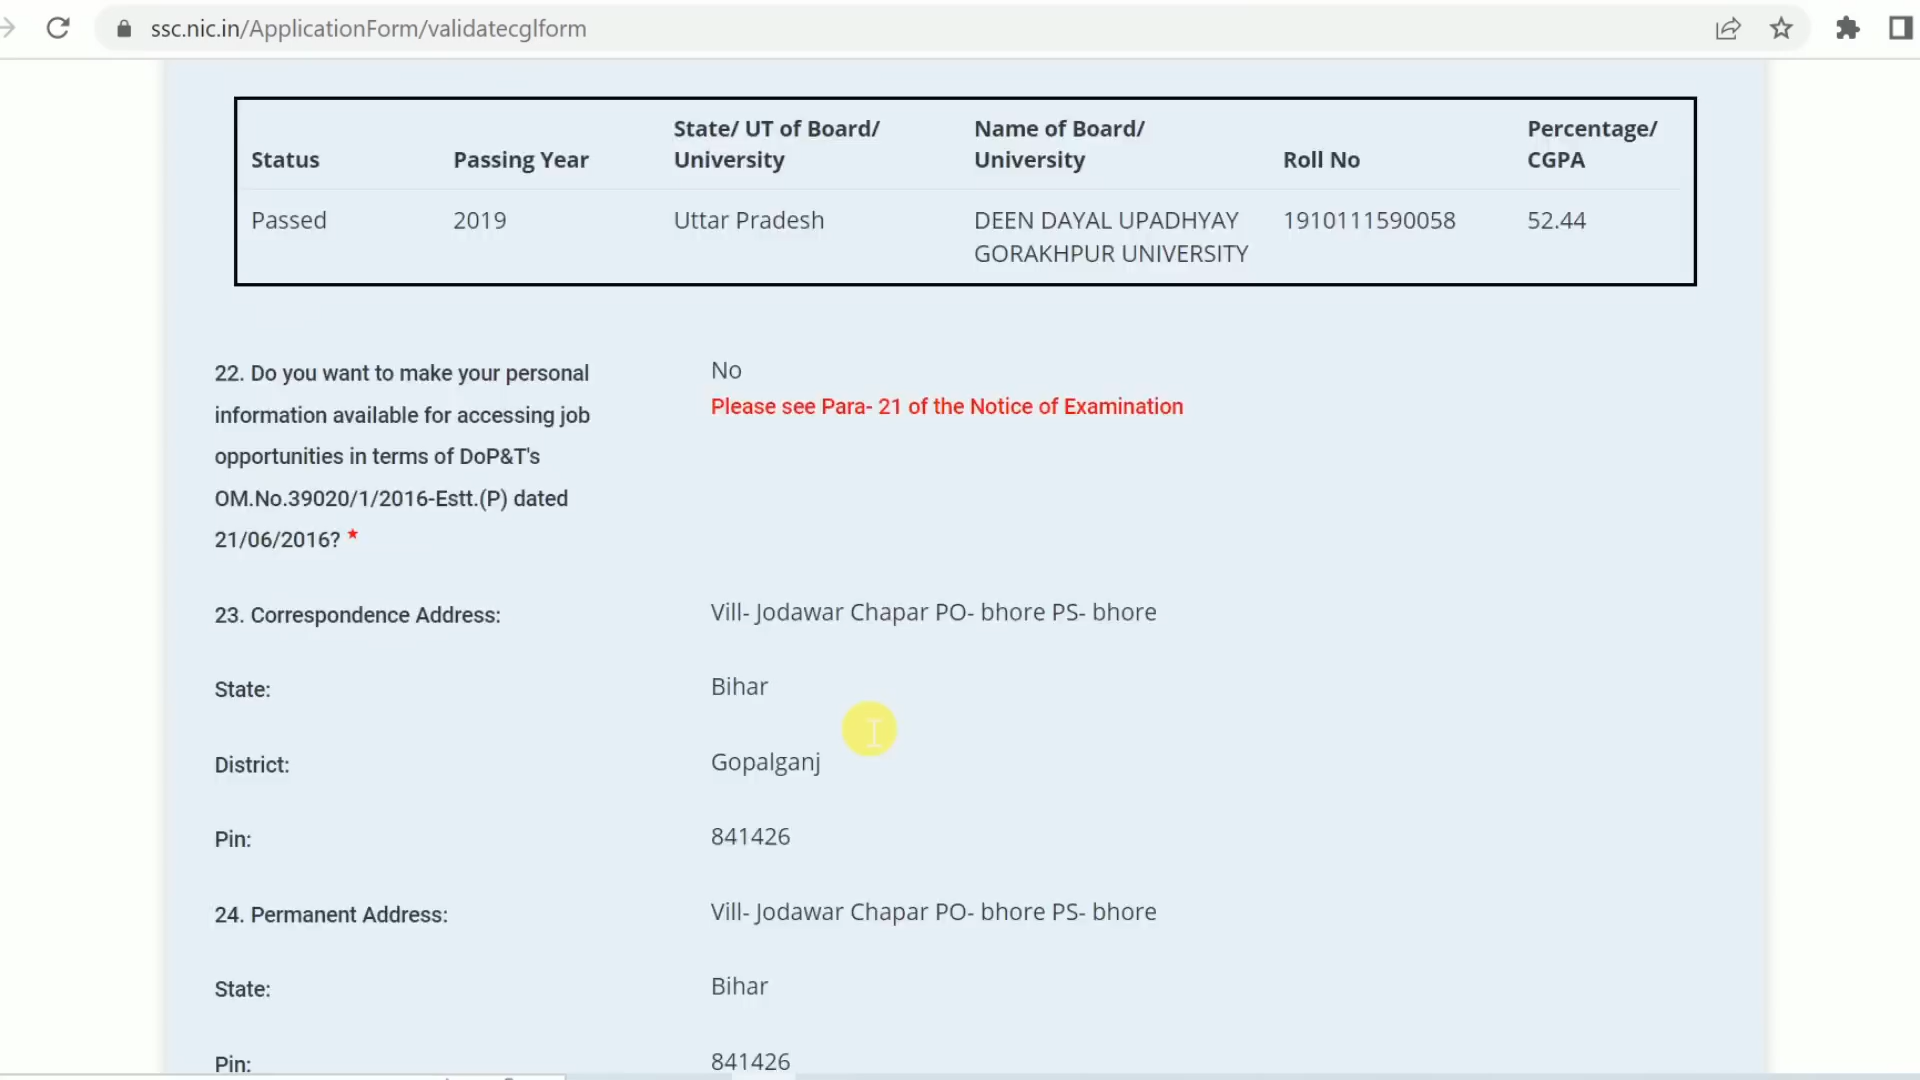 ssc.nic.in/ApplicationForm/validatecglform
Status Passing Year State/ UT of Board/ University Name of Board/ University Roll No Percentage/ CGPA
Passed 2019 Uttar Pradesh DEEN DAYAL UPADHYAY GORAKHPUR UNIVERSITY 1910111590058 52.44
22. Do you want to make your personal
information available for accessing job
opportunities in terms of DoP&T's
OM.No.39020/1/2016-Estt.(P) dated
21/06/2016? *
No
Please see Para- 21 of the Notice of Examination
23. Correspondence Address: Vill- Jodawar Chapar PO- bhore PS- bhore
State: Bihar
District: Gopalganj
Pin: 841426
24. Permanent Address: Vill- Jodawar Chapar PO- bhore PS- bhore
State: Bihar
Pin: 841426